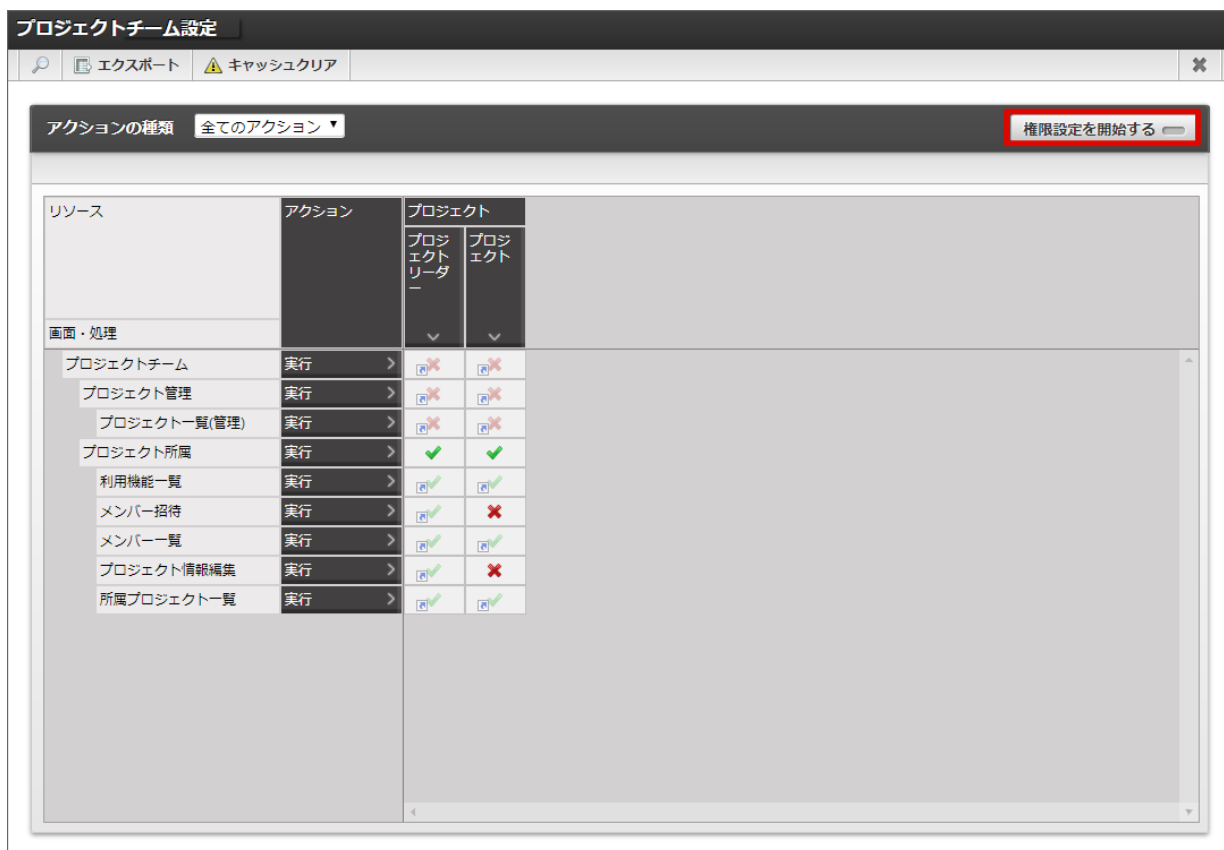 プロジェクトチーム設定
エクスポート キャッシュクリア
アクションの種類 全てのアクション 権限設定を開始する
リソース アクション プロジェクト
プロジ プロジ
ェクト ェクト
リーダ
ー
画面・処理
プロジェクトチーム 実行
プロジェクト管理 実行
プロジェクト一覧(管理) 実行
プロジェクト所属 実行
利用機能一覧 実行
メンバー招待 実行
メンバー一覧 実行
プロジェクト情報編集 実行
所属プロジェクト一覧 実行